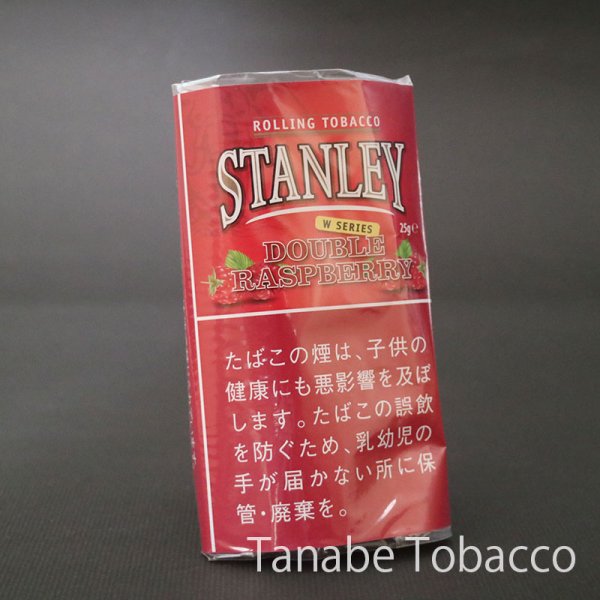 ROLLING TOBACCO
STANLEY
W SERIES
25g ℮
DOUBLE
RASPBERRY
たばこの煙は、子供の
健康にも悪影響を及ぼ
します。たばこの誤飲
を防ぐため、乳幼児の
手が届かない所に保
管・廃棄を。
Tanabe Tobacco